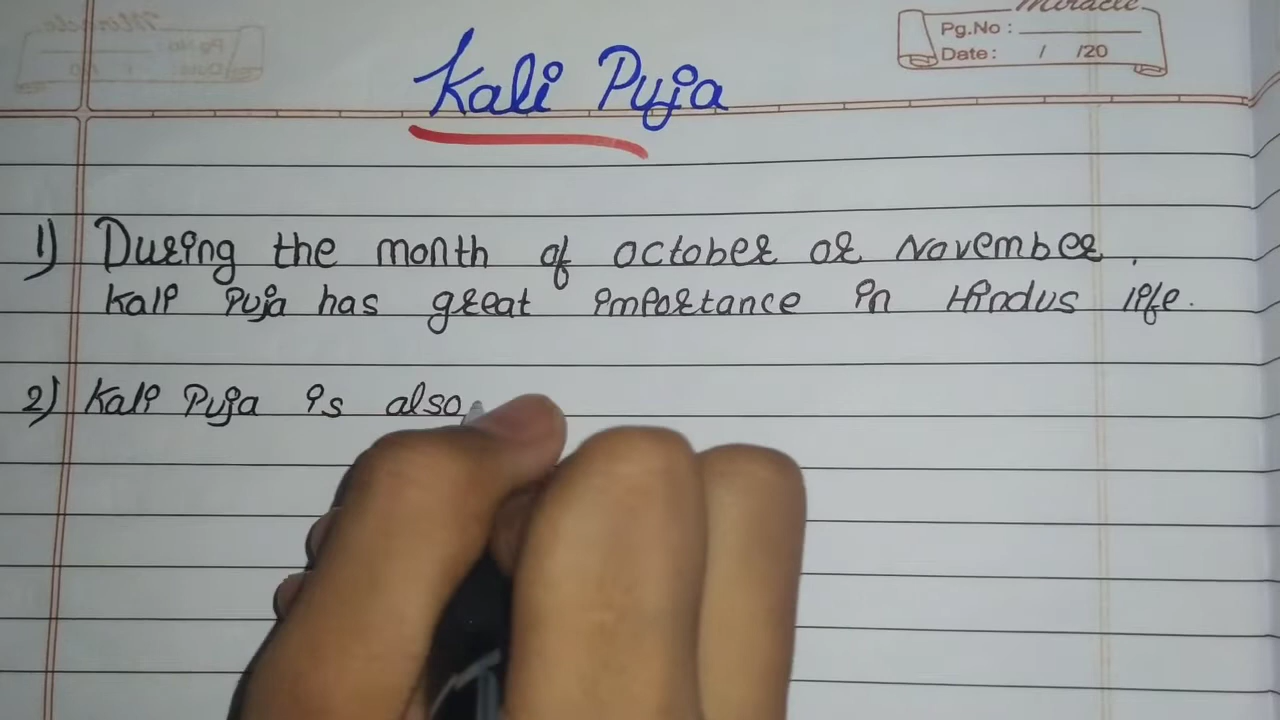 Miracle
Pg.No :
Date: / /20
Kali Puja
1) During the month of october or November,
Kali Puja has great importance in Hindus life.
2) Kali Puja is also